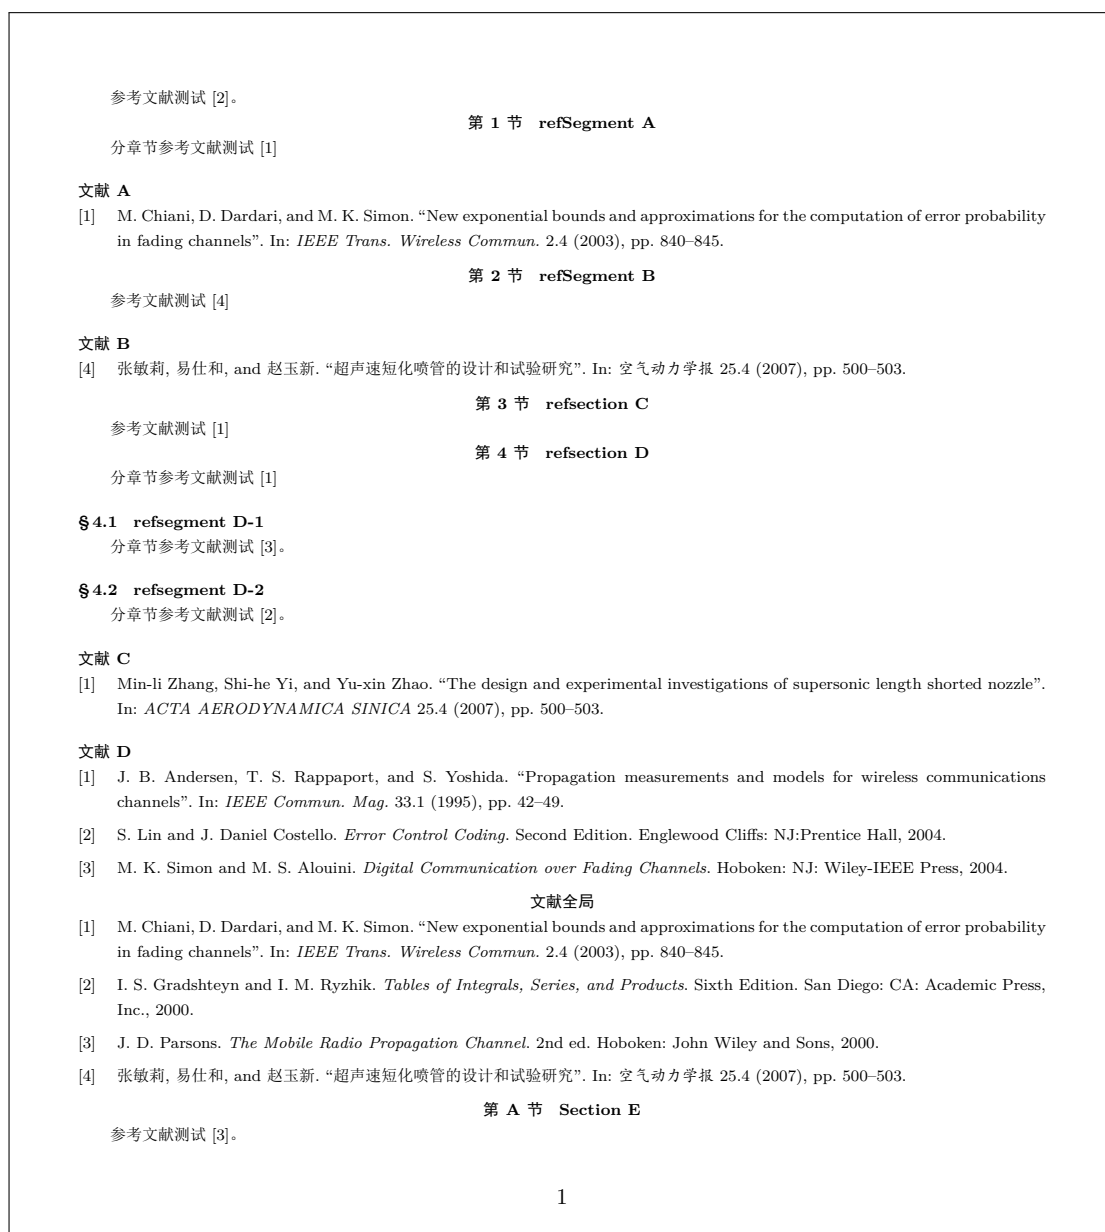 参考文献测试 [2]。
第 1 节 refSegment A
分章节参考文献测试 [1]
文献 A
[1] M. Chiani, D. Dardari, and M. K. Simon. “New exponential bounds and approximations for the computation of error probability
in fading channels”. In: IEEE Trans. Wireless Commun. 2.4 (2003), pp. 840–845.
第 2 节 refSegment B
参考文献测试 [4]
文献 B
[4] 张敏莉, 易仕和, and 赵玉新. “超声速短化喷管的设计和试验研究”. In: 空气动力学报 25.4 (2007), pp. 500–503.
第 3 节 refsection C
参考文献测试 [1]
第 4 节 refsection D
分章节参考文献测试 [1]
§ 4.1 refsegment D-1
分章节参考文献测试 [3]。
§ 4.2 refsegment D-2
分章节参考文献测试 [2]。
文献 C
[1] Min-li Zhang, Shi-he Yi, and Yu-xin Zhao. “The design and experimental investigations of supersonic length shorted nozzle”.
In: ACTA AERODYNAMICA SINICA 25.4 (2007), pp. 500–503.
文献 D
[1] J. B. Andersen, T. S. Rappaport, and S. Yoshida. “Propagation measurements and models for wireless communications
channels”. In: IEEE Commun. Mag. 33.1 (1995), pp. 42–49.
[2] S. Lin and J. Daniel Costello. Error Control Coding. Second Edition. Englewood Cliffs: NJ:Prentice Hall, 2004.
[3] M. K. Simon and M. S. Alouini. Digital Communication over Fading Channels. Hoboken: NJ: Wiley-IEEE Press, 2004.
文献全局
[1] M. Chiani, D. Dardari, and M. K. Simon. “New exponential bounds and approximations for the computation of error probability
in fading channels”. In: IEEE Trans. Wireless Commun. 2.4 (2003), pp. 840–845.
[2] I. S. Gradshteyn and I. M. Ryzhik. Tables of Integrals, Series, and Products. Sixth Edition. San Diego: CA: Academic Press,
Inc., 2000.
[3] J. D. Parsons. The Mobile Radio Propagation Channel. 2nd ed. Hoboken: John Wiley and Sons, 2000.
[4] 张敏莉, 易仕和, and 赵玉新. “超声速短化喷管的设计和试验研究”. In: 空气动力学报 25.4 (2007), pp. 500–503.
第 A 节 Section E
参考文献测试 [3]。
1